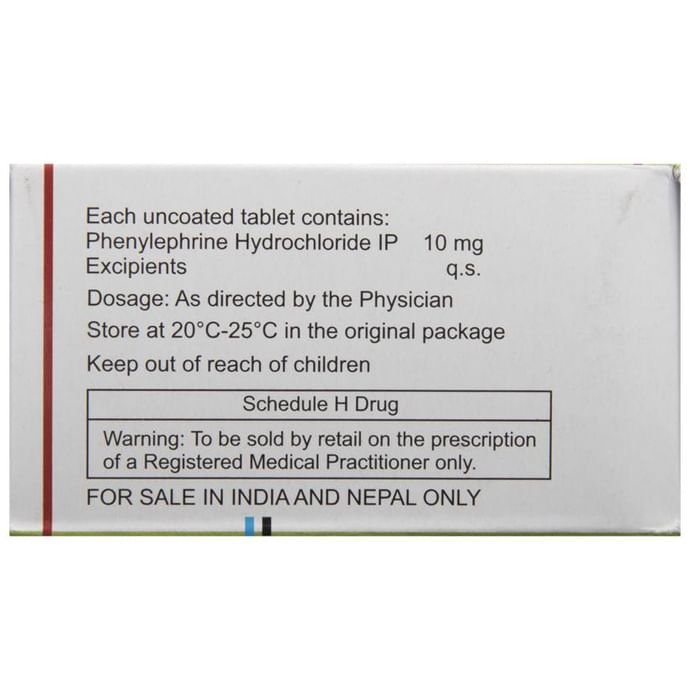 Each uncoated tablet contains:
Phenylephrine Hydrochloride IP 10 mg
Excipients q.s.
Dosage: As directed by the Physician
Store at 20°C-25°C in the original package
Keep out of reach of children
Schedule H Drug
Warning: To be sold by retail on the prescription
of a Registered Medical Practitioner only.
FOR SALE IN INDIA AND NEPAL ONLY